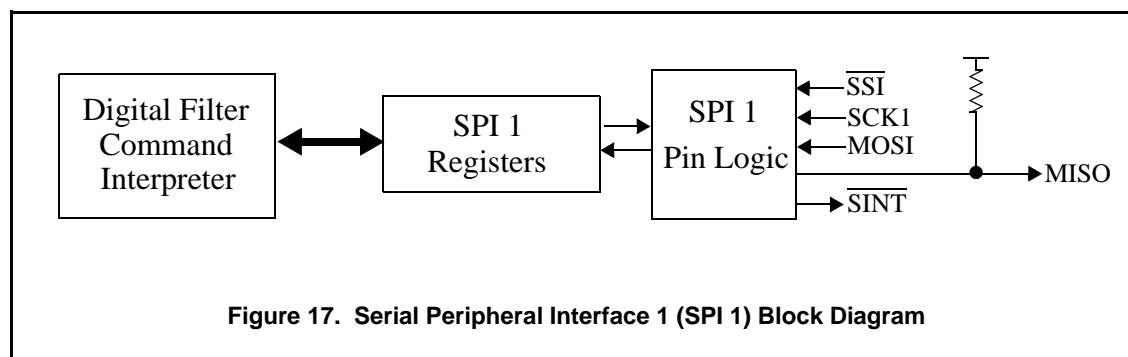 Digital Filter
Command
Interpreter
SPI 1
Registers
SPI 1
Pin Logic
SSI
SCK1
MOSI
MISO
SINT
Figure 17. Serial Peripheral Interface 1 (SPI 1) Block Diagram